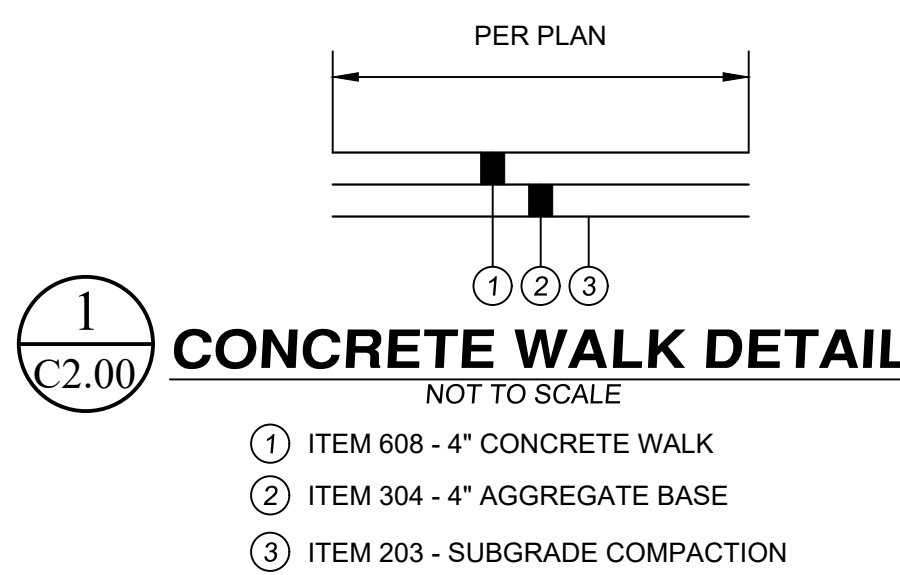 PER PLAN
1 2 3
1
C2.00
CONCRETE WALK DETAIL
NOT TO SCALE
1 ITEM 608 - 4" CONCRETE WALK
2 ITEM 304 - 4" AGGREGATE BASE
3 ITEM 203 - SUBGRADE COMPACTION